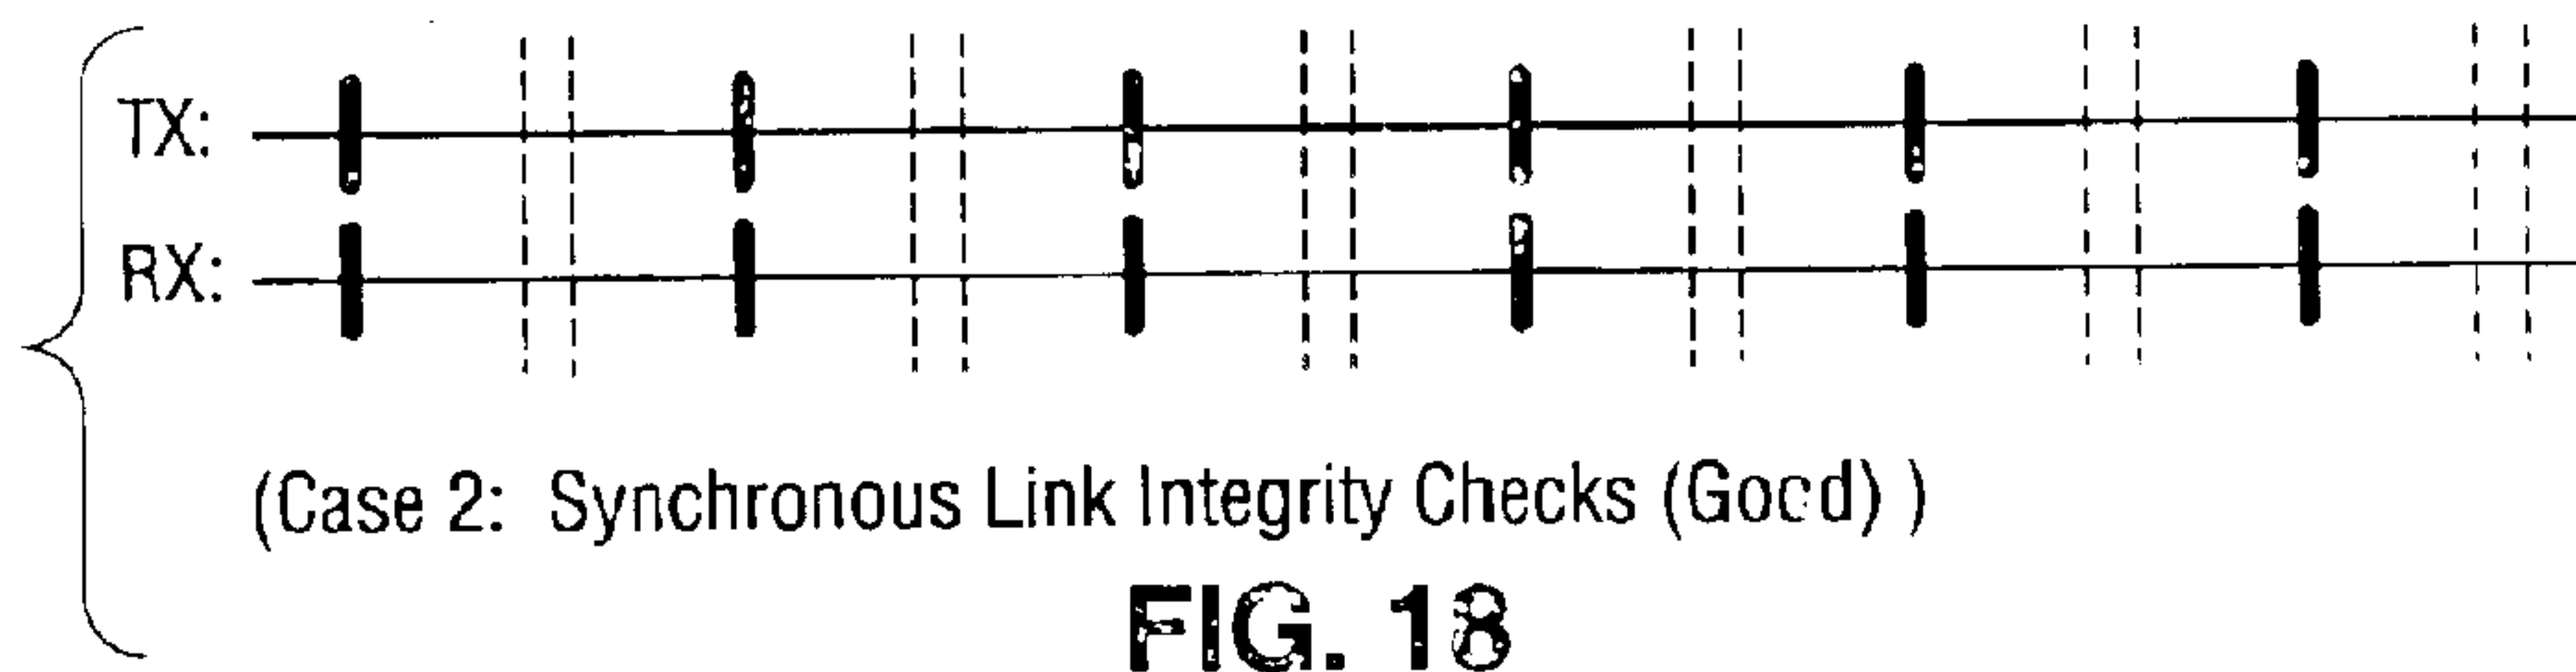 TX:
RX:
(Case 2: Synchronous Link Integrity Checks (Good) )
FIG. 18